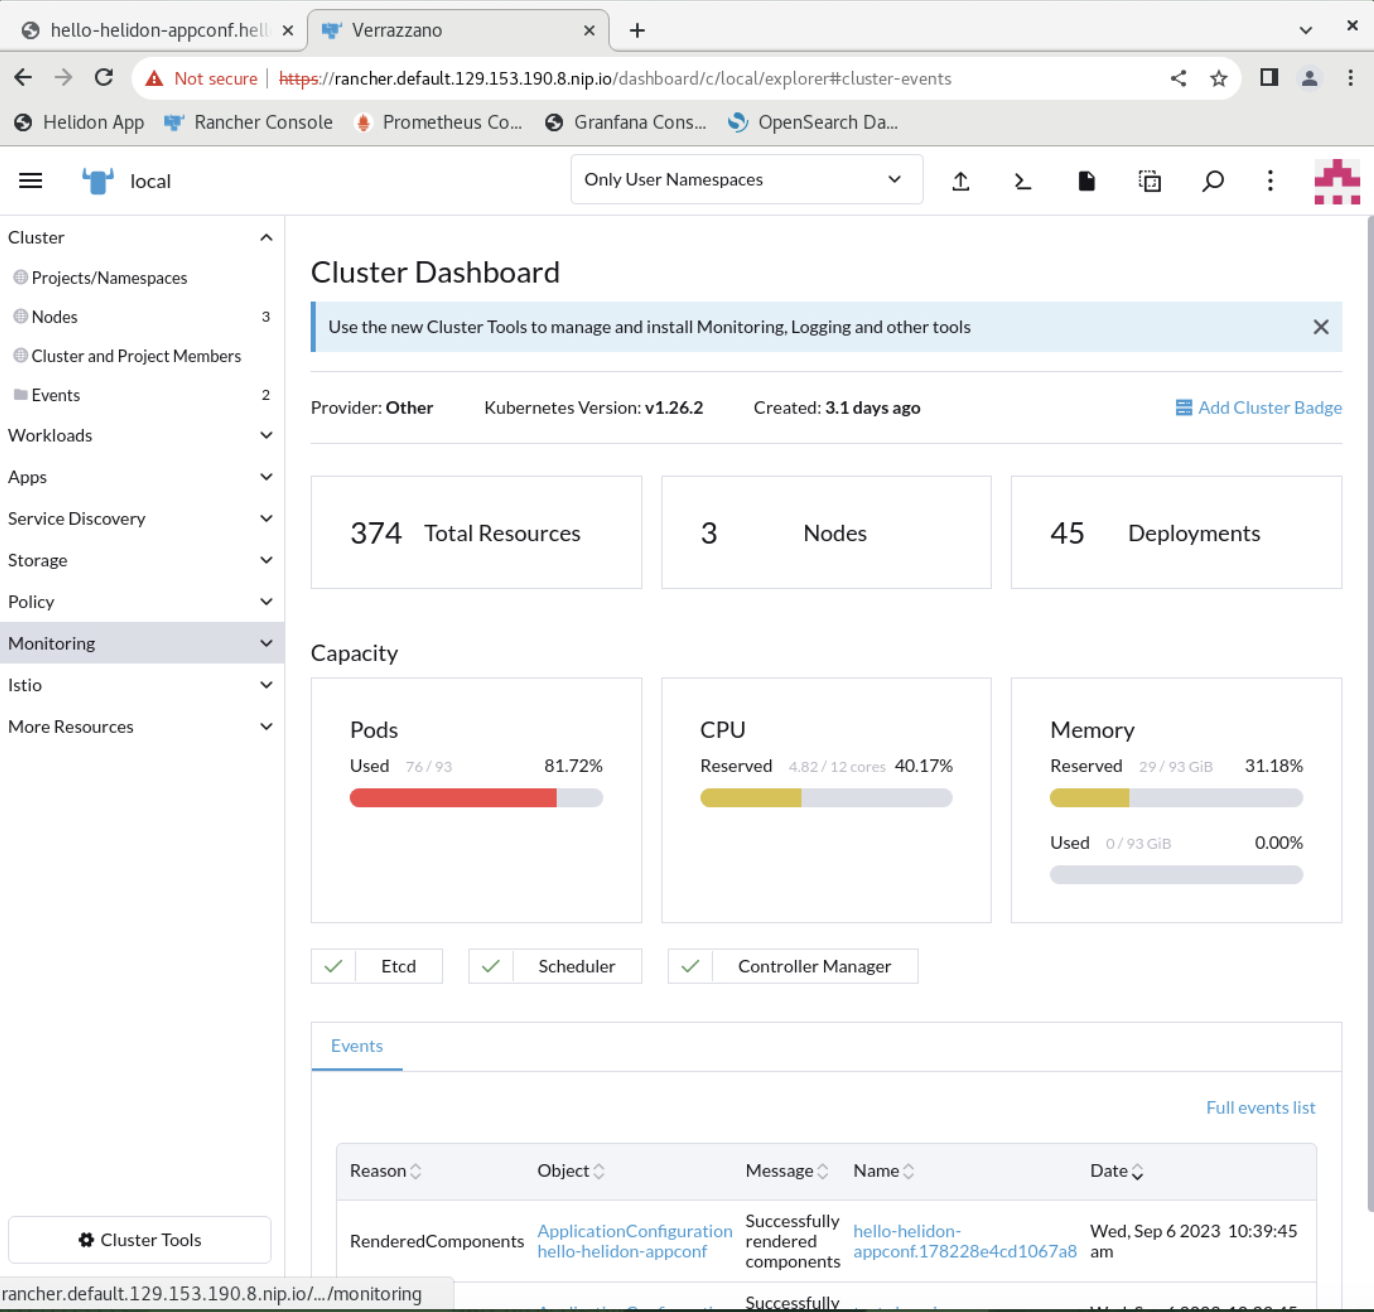 hello-helidon-appconf.hell
Verrazzano
Not secure https://rancher.default.129.153.190.8.nip.io/dashboard/c/local/explorer#cluster-events
Helidon App Rancher Console Prometheus Co... Granfana Cons... OpenSearch Da...
local
Only User Namespaces
Cluster
Projects/Namespaces
Nodes 3
Cluster and Project Members
Events 2
Workloads
Apps
Service Discovery
Storage
Policy
Monitoring
Istio
More Resources
Cluster Tools
rancher.default.129.153.190.8.nip.io/.../monitoring
Cluster Dashboard
Use the new Cluster Tools to manage and install Monitoring, Logging and other tools
Provider: Other Kubernetes Version: v1.26.2 Created: 3.1 days ago Add Cluster Badge
374 Total Resources
3 Nodes
45 Deployments
Capacity
Pods
Used 76 / 93 81.72%
CPU
Reserved 4.82 / 12 cores 40.17%
Memory
Reserved 29 / 93 GiB 31.18%
Used 0 / 93 GiB 0.00%
Etcd
Scheduler
Controller Manager
Events
Full events list
Reason Object Message Name Date
RenderedComponents
ApplicationConfiguration
hello-helidon-appconf
Successfully
rendered
components
hello-helidon-
appconf.178228e4cd1067a8
Wed, Sep 6 2023 10:39:45
am
Successfully